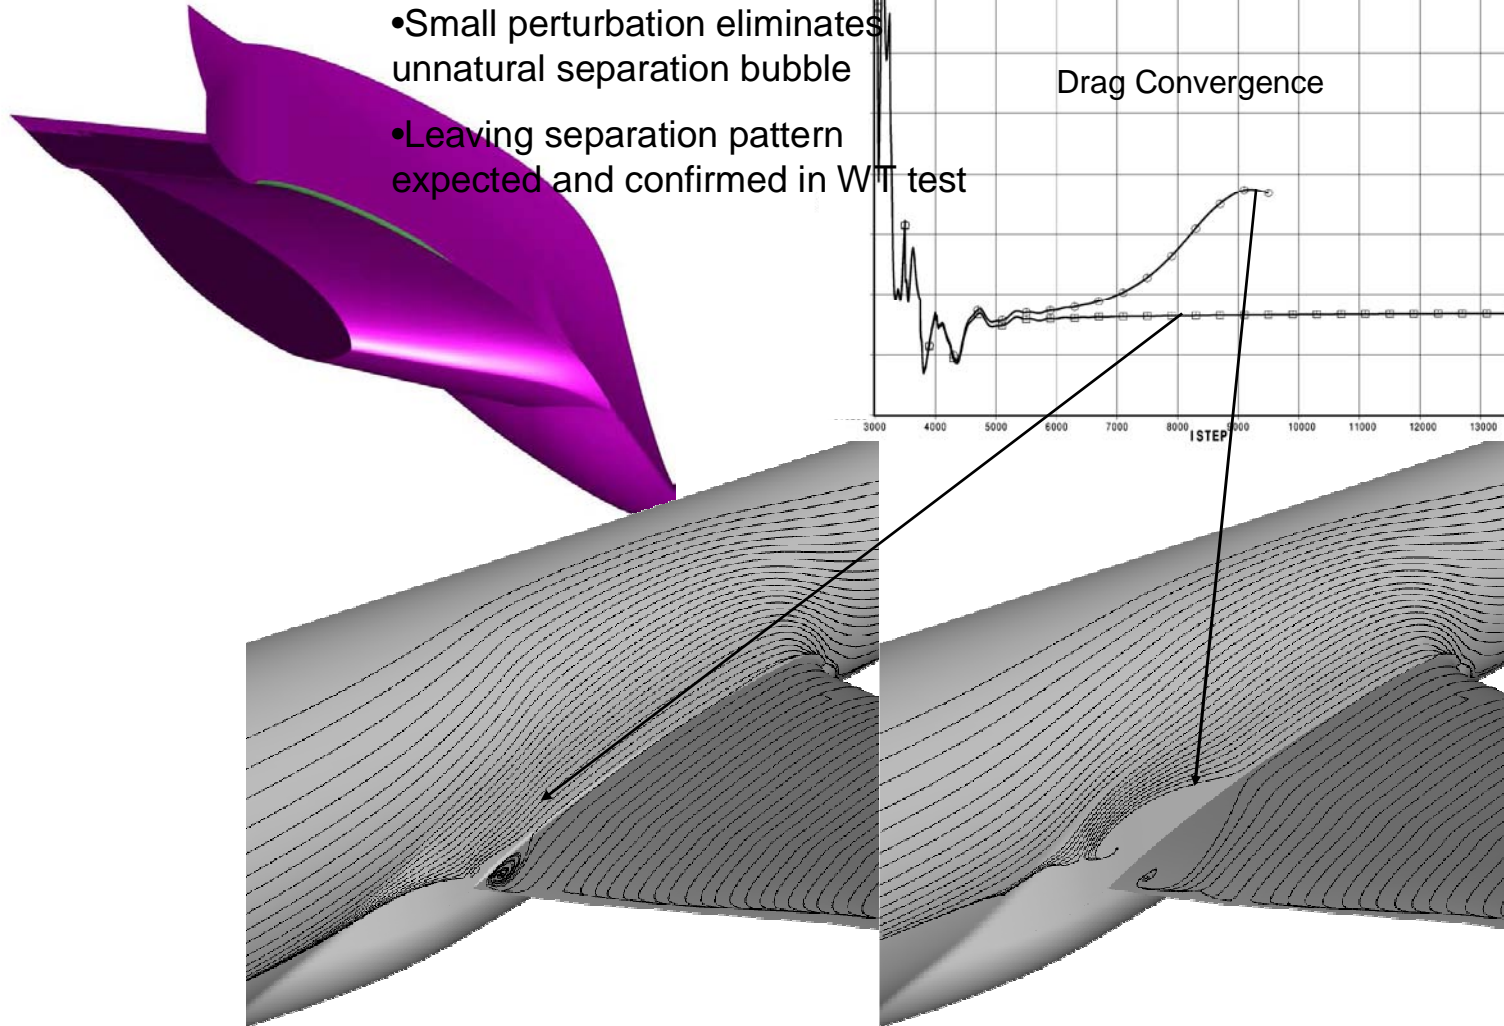 •Small perturbation eliminates
unnatural separation bubble
•Leaving separation pattern
expected and confirmed in WT test
Drag Convergence
3000 4000 5000 6000 7000 8000 9000 10000 11000 12000 13000
ISTEP